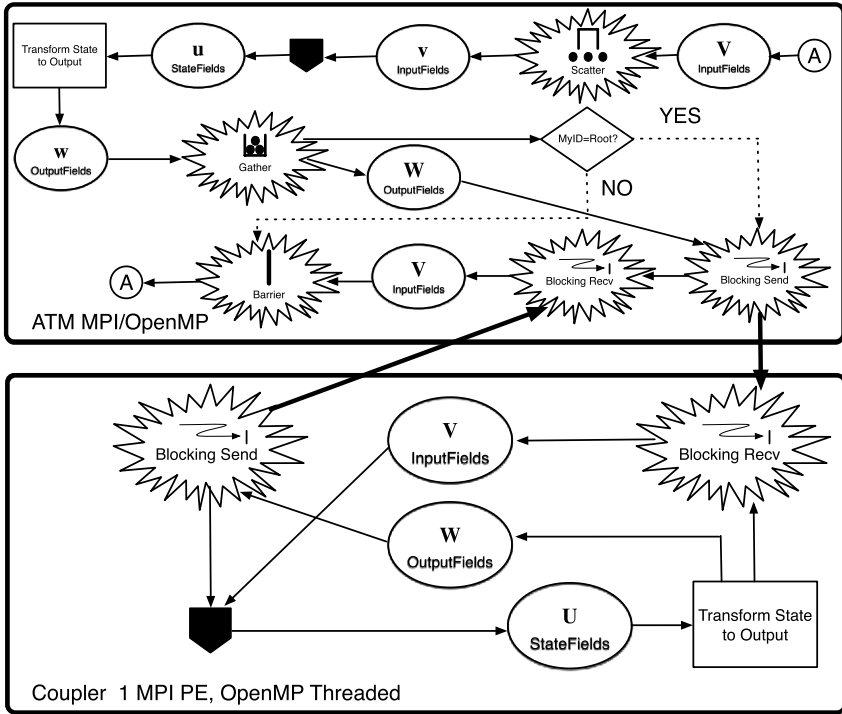 Transform State
to Output
u
StateFields
v
InputFields
Scatter
V
InputFields
A
w
OutputFields
Gather
MyID=Root?
YES
W
OutputFields
NO
A
Barrier
V
InputFields
Blocking Recv
Blocking Send
ATM MPI/OpenMP
Blocking Send
V
InputFields
Blocking Recv
W
OutputFields
U
StateFields
Transform State
to Output
Coupler 1 MPI PE, OpenMP Threaded